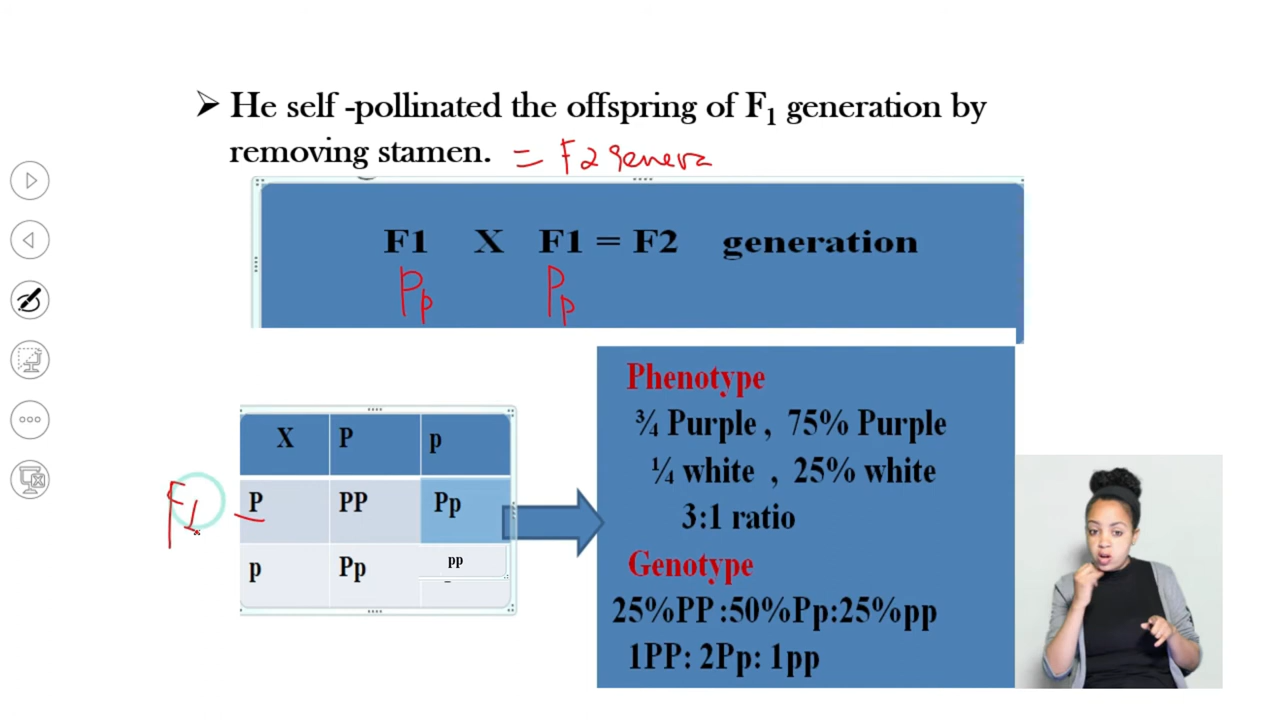 ➢ He self -pollinated the offspring of F₁ generation by
removing stamen. = F2 genera
F1 X F1 = F2 generation
Pp Pp
X P p
F1 – P PP Pp
p Pp pp
Phenotype
¾ Purple , 75% Purple
¼ white , 25% white
3:1 ratio
Genotype
25%PP :50%Pp:25%pp
1PP: 2Pp: 1pp